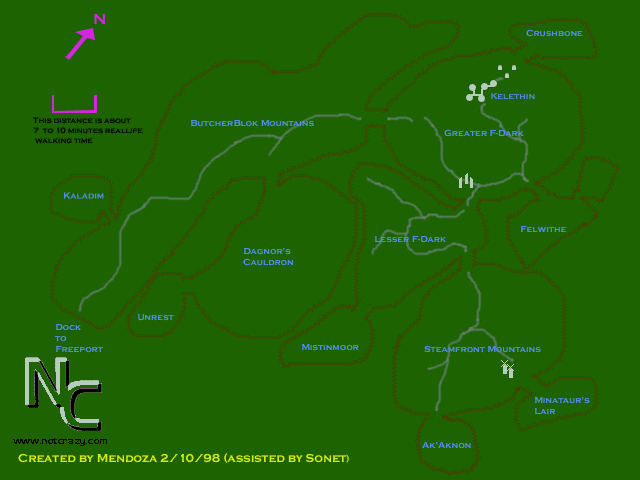 N
Crushbone
This distance is about
7 to 10 minutes reallife
walking time
Kelethin
ButcherBlok Mountains
Greater F-Dark
Kaladim
Felwithe
Lesser F-Dark
Dagnor's
Cauldron
Unrest
Dock
to
Freeport
Mistinmoor
Steamfront Mountains
Minataur's
Lair
NC
www.notcrazy.com
Ak'Aknon
Created by Mendoza 2/10/98 (assisted by Sonet)